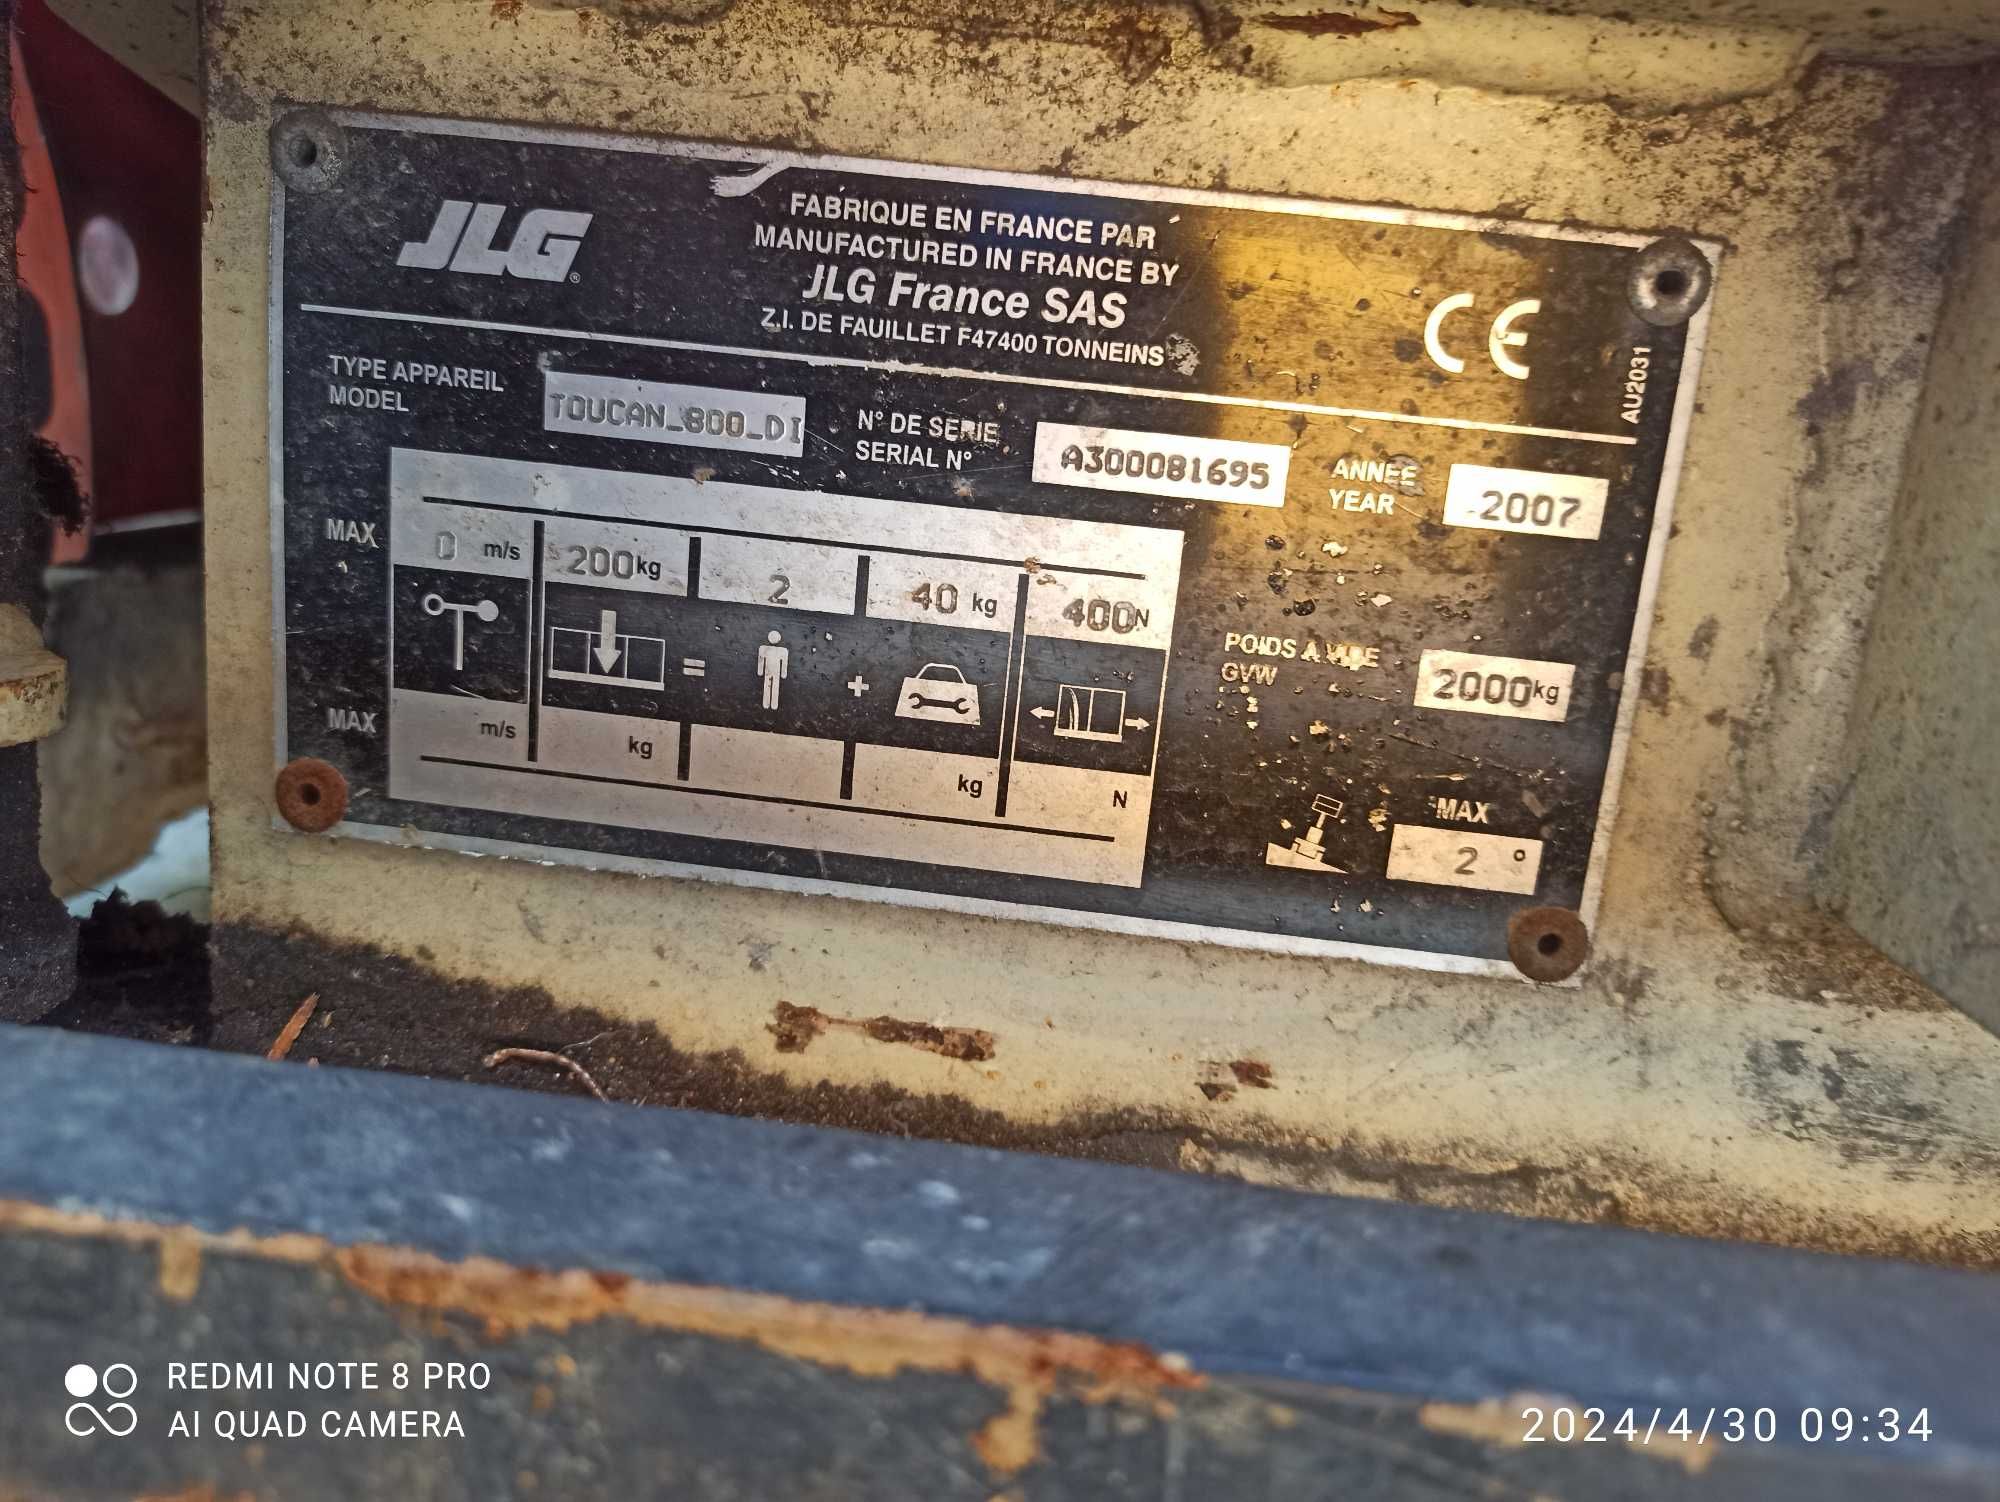 JLG®
FABRIQUE EN FRANCE PAR
MANUFACTURED IN FRANCE BY
JLG France SAS
Z.I. DE FAUILLET F47400 TONNEINS
CE
AU2031
TYPE APPAREIL
MODEL
TOUCAN_800_DI
N° DE SERIE
SERIAL N°
A300081695
ANNEE
YEAR
2007
MAX
0 m/s
200kg
2
40 kg
400N
=
+
MAX
m/s
kg
kg
N
POIDS A VIDE
GVW
2000kg
MAX
2 °
REDMI NOTE 8 PRO
AI QUAD CAMERA
2024/4/30 09:34